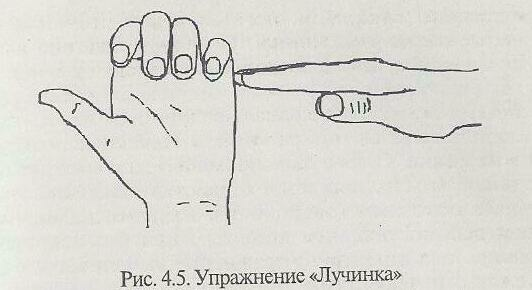 Рис. 4.5. Упражнение «Лучинка»